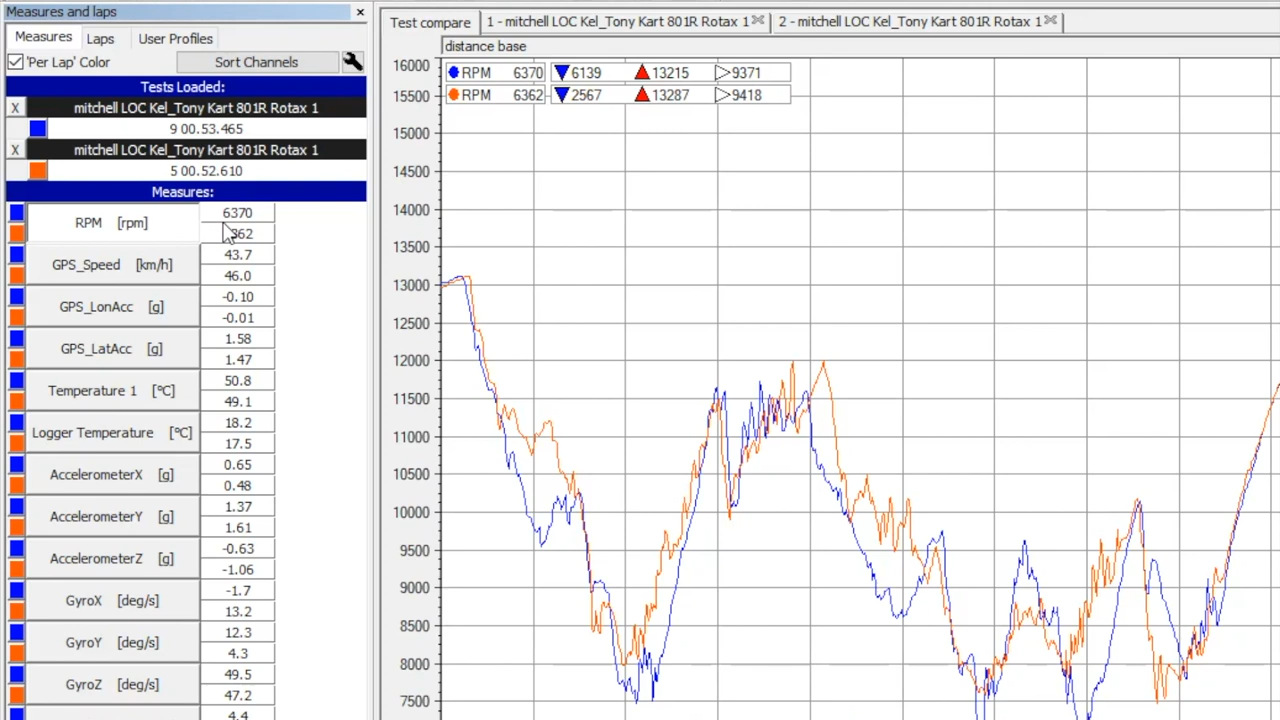 Measures and laps
Measures Laps User Profiles
'Per Lap' Color Sort Channels
Tests Loaded:
X mitchell LOC Kel_Tony Kart 801R Rotax 1
9 00.53.465
X mitchell LOC Kel_Tony Kart 801R Rotax 1
5 00.52.610
Measures:
RPM [rpm] 6370
362
GPS_Speed [km/h] 43.7
46.0
GPS_LonAcc [g] -0.10
-0.01
GPS_LatAcc [g] 1.58
1.47
Temperature 1 [°C] 50.8
49.1
Logger Temperature [°C] 18.2
17.5
AccelerometerX [g] 0.65
0.48
AccelerometerY [g] 1.37
1.61
AccelerometerZ [g] -0.63
-1.06
GyroX [deg/s] -1.7
13.2
GyroY [deg/s] 12.3
4.3
GyroZ [deg/s] 49.5
47.2
4.4
Test compare 1 - mitchell LOC Kel_Tony Kart 801R Rotax 1 2 - mitchell LOC Kel_Tony Kart 801R Rotax 1
distance base
RPM 6370 6139 13215 9371
RPM 6362 2567 13287 9418
16000
15500
15000
14500
14000
13500
13000
12500
12000
11500
11000
10500
10000
9500
9000
8500
8000
7500